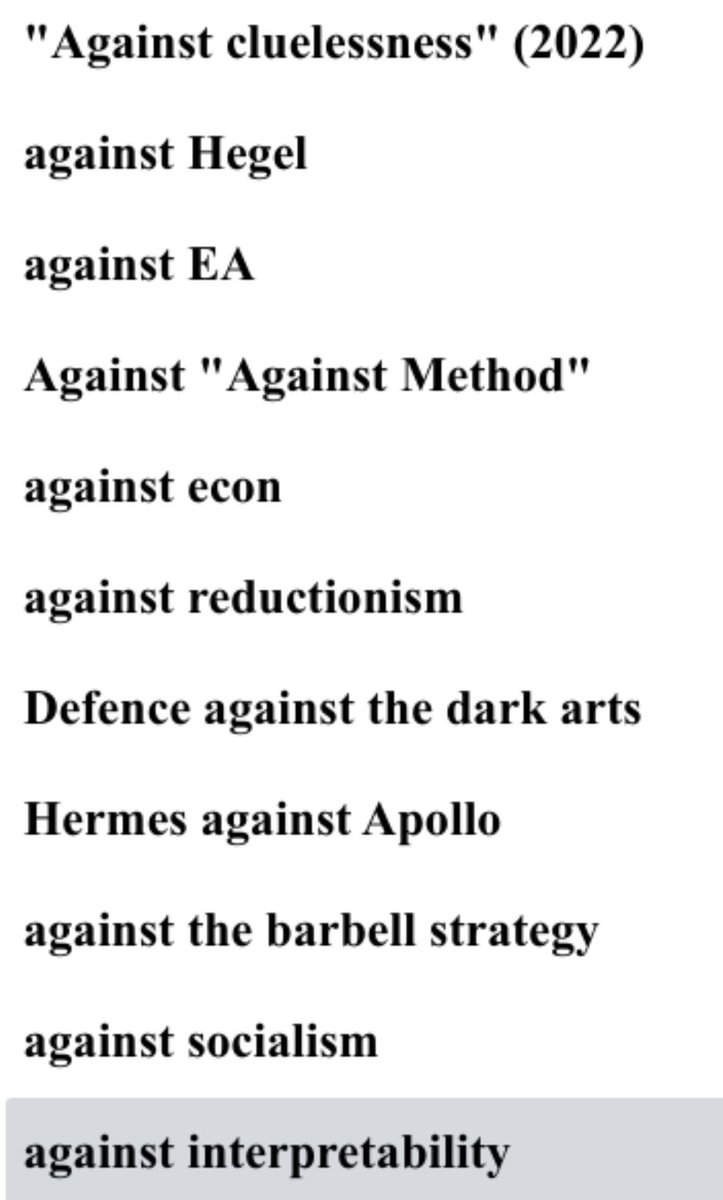 "Against cluelessness" (2022)
against Hegel
against EA
Against "Against Method"
against econ
against reductionism
Defence against the dark arts
Hermes against Apollo
against the barbell strategy
against socialism
against interpretability